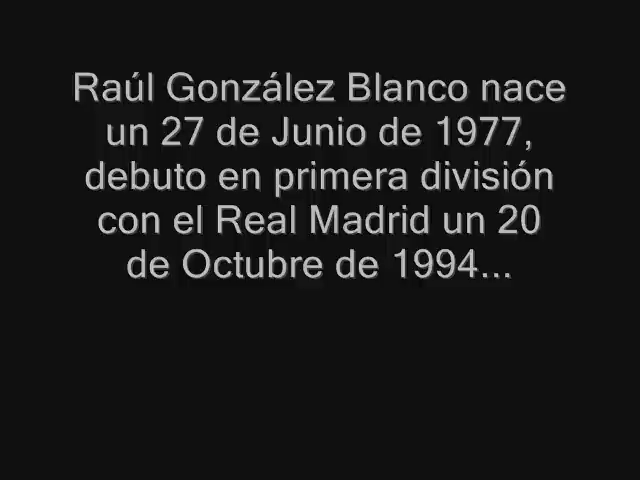 Raúl González Blanco nace
un 27 de Junio de 1977,
debuto en primera división
con el Real Madrid un 20
de Octubre de 1994...